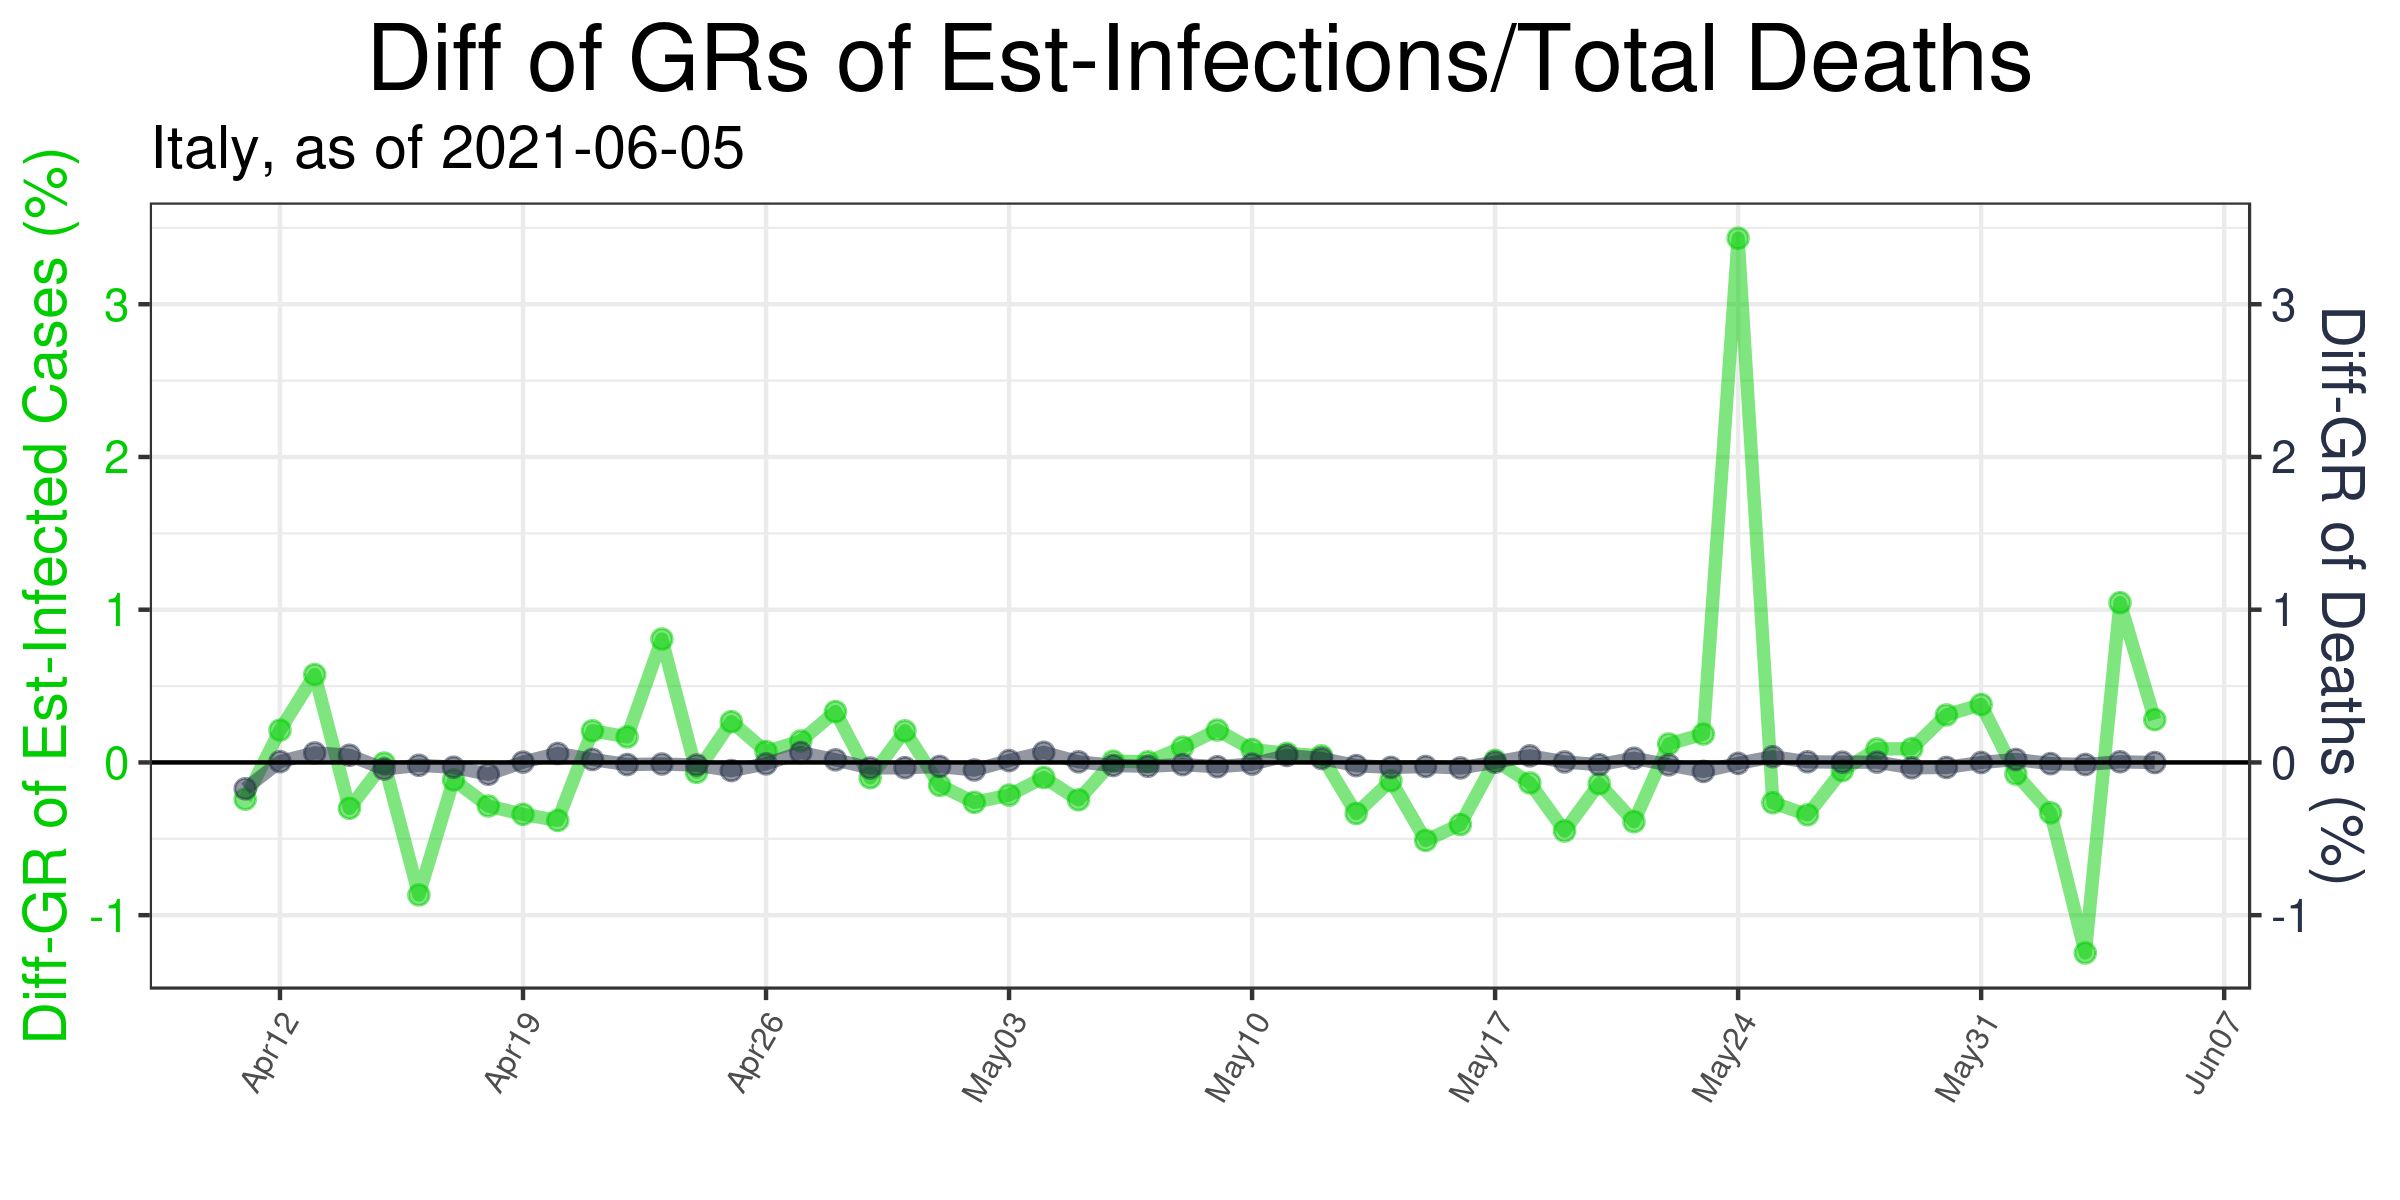 Diff of GRs of Est-Infections/Total Deaths
Italy, as of 2021-06-05
Diff-GR of Est-Infected Cases (%)
3
2
1
0
-1
3
2
1
0
-1
Diff-GR of Deaths (%)
Apr12
Apr19
Apr26
May03
May10
May17
May24
May31
Jun07